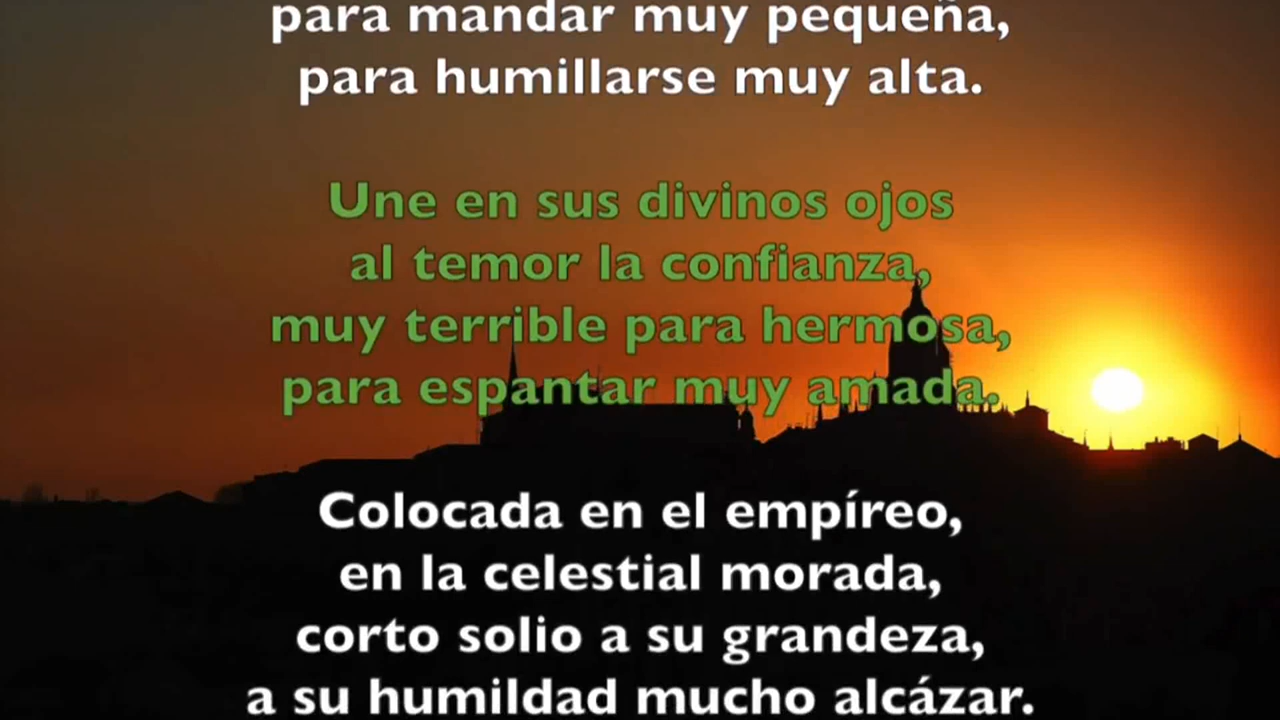 para mandar muy pequeña,
para humillarse muy alta.
Une en sus divinos ojos
al temor la confianza,
muy terrible para hermosa,
para espantar muy amada.
Colocada en el empíreo,
en la celestial morada,
corto solio a su grandeza,
a su humildad mucho alcázar.